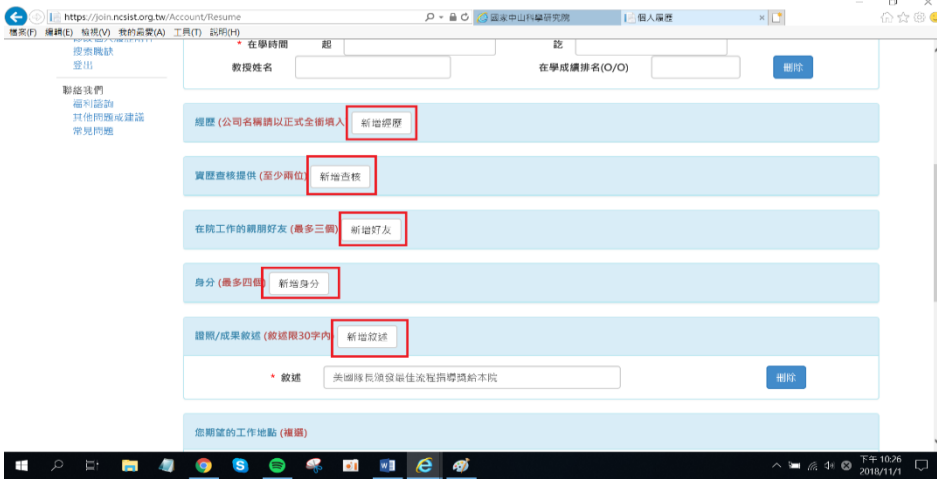 https://join.ncsist.org.tw/Account/Resume
國家中山科學研究院
個人履歷
檔案(F) 編輯(E) 檢視(V) 我的最愛(A) 工具(T) 說明(H)
搜索職缺
登出
聯絡我們
福利諮詢
其他問題或建議
常見問題
* 在學時間 起 訖
教授姓名 在學成績排名(O/O) 刪除
經歷 (公司名稱請以正式全銜填入 新增經歷
資歷查核提供 (至少兩位) 新增查核
在院工作的親朋好友 (最多三個) 新增好友
身分 (最多四個) 新增身分
證照/成果敘述 (敘述限30字內) 新增敘述
* 敘述 美國隊長頒發最佳流程指導獎給本院 刪除
您期望的工作地點 (複選)
下午 10:26
2018/11/1